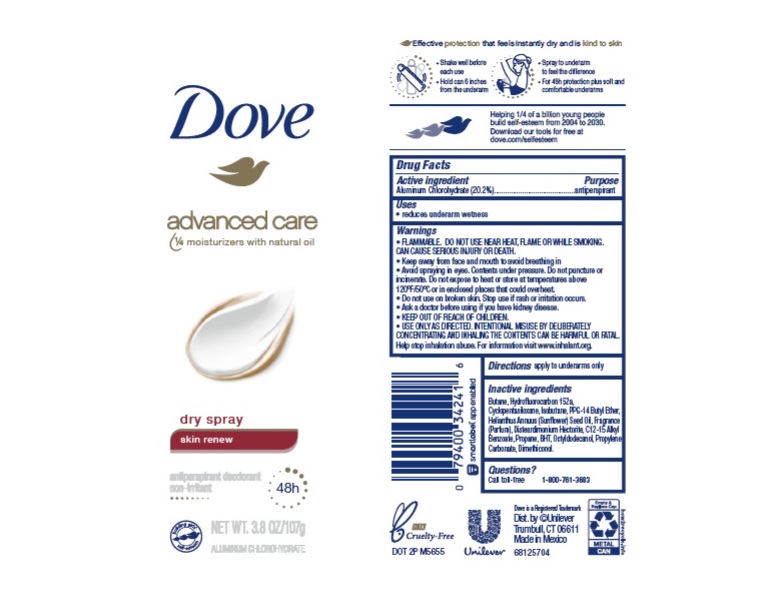 Dove
advanced care
¼ moisturizers with natural oil
dry spray
skin renew
antiperspirant deodorant
non-irritant
48h
NET WT. 3.8 OZ/107g
ALUMINUM CHLOROHYDRATE
Effective protection that feels instantly dry and is kind to skin
• Shake well before
each use
• Hold can 6 inches
from the underarm
• Spray to underarm
to feel the difference
• For 48h protection plus soft and
comfortable underarms
Helping 1/4 of a billion young people
build self-esteem from 2004 to 2030.
Download our tools for free at
dove.com/selfesteem
Drug Facts
Active ingredient Purpose
Aluminum Chlorohydrate (20.2%)....................................antiperspirant
Uses
• reduces underarm wetness
Warnings
• FLAMMABLE. DO NOT USE NEAR HEAT, FLAME OR WHILE SMOKING.
CAN CAUSE SERIOUS INJURY OR DEATH.
• Keep away from face and mouth to avoid breathing in
• Avoid spraying in eyes. Contents under pressure. Do not puncture or
incinerate. Do not expose to heat or store at temperatures above
120ºF/50ºC or in enclosed places that could overheat.
• Do not use on broken skin. Stop use if rash or irritation occurs.
• Ask a doctor before using if you have kidney disease.
• KEEP OUT OF REACH OF CHILDREN.
• USE ONLY AS DIRECTED. INTENTIONAL MISUSE BY DELIBERATELY
CONCENTRATING AND INHALING THE CONTENTS CAN BE HARMFUL OR FATAL.
Help stop inhalation abuse. For information visit www.inhalant.org.
0 79400 34241 6
smartlabel app enabled
Directions apply to underarms only
Inactive ingredients
Butane, Hydrofluorocarbon 152a,
Cyclopentasiloxane, Isobutane, PPG-14 Butyl Ether,
Helianthus Annuus (Sunflower) Seed Oil, Fragrance
(Parfum), Disteardimonium Hectorite, C12-15 Alkyl
Benzoate, Propane, BHT, Octyldodecanol, Propylene
Carbonate, Dimethiconol.
Questions?
Call toll-free 1-800-761-3683
Cruelty-Free
DOT 2P M5655
Unilever
Dove is a Registered Trademark
Dist. by ©Unilever
Trumbull, CT 06611
Made in Mexico
68125704
Empty &
Replace Cap
METAL
CAN